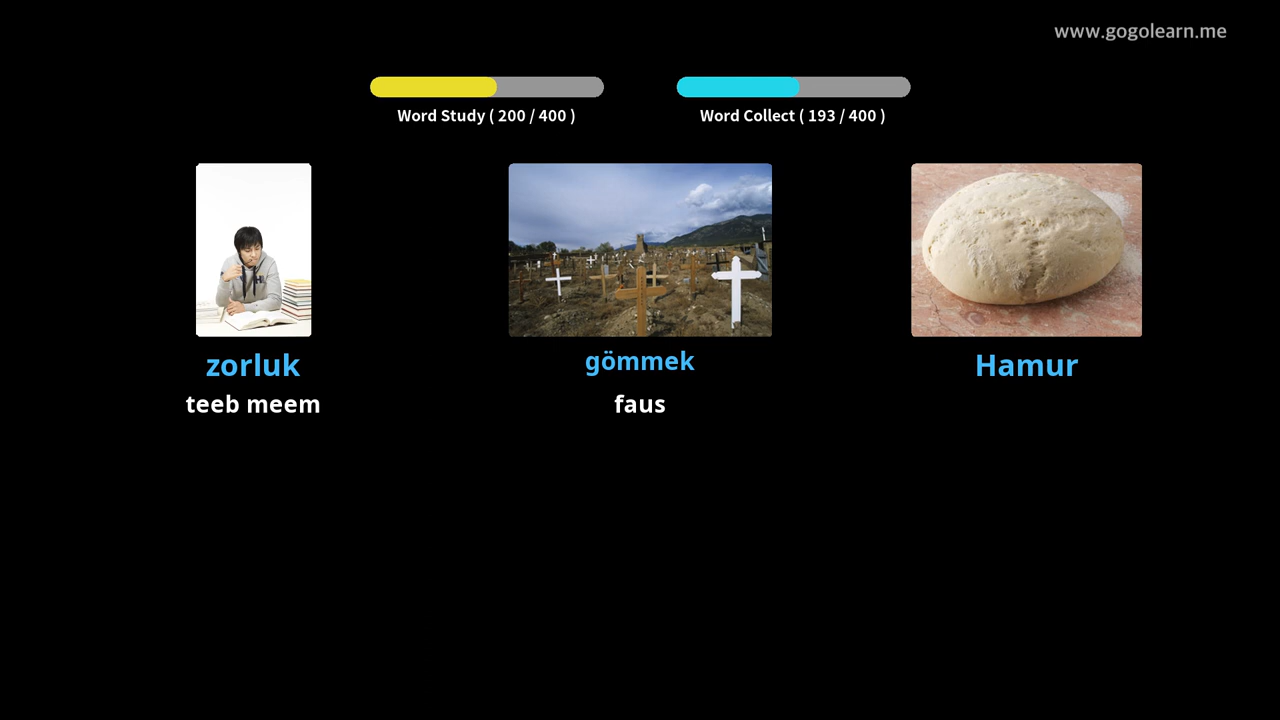 www.gogolearn.me
Word Study ( 200 / 400 )
Word Collect ( 193 / 400 )
zorluk
teeb meem
gömmek
faus
Hamur